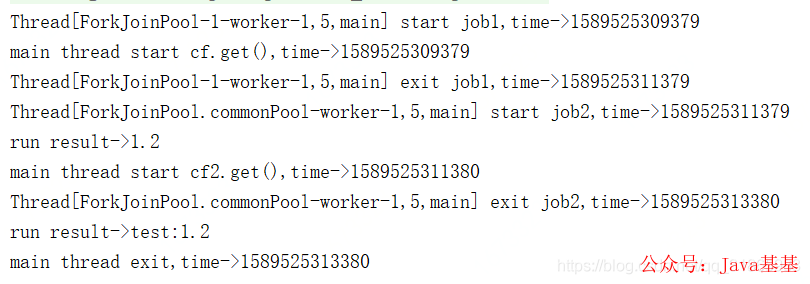 Thread[ForkJoinPool-1-worker-1,5,main] start job1,time->1589525309379
main thread start cf.get(),time->1589525309379
Thread[ForkJoinPool-1-worker-1,5,main] exit job1,time->1589525311379
Thread[ForkJoinPool.commonPool-worker-1,5,main] start job2,time->1589525311379
run result->1.2
main thread start cf2.get(),time->1589525311380
Thread[ForkJoinPool.commonPool-worker-1,5,main] exit job2,time->1589525313380
run result->test:1.2
main thread exit,time->1589525313380
https://blog.
公众号：Java基基